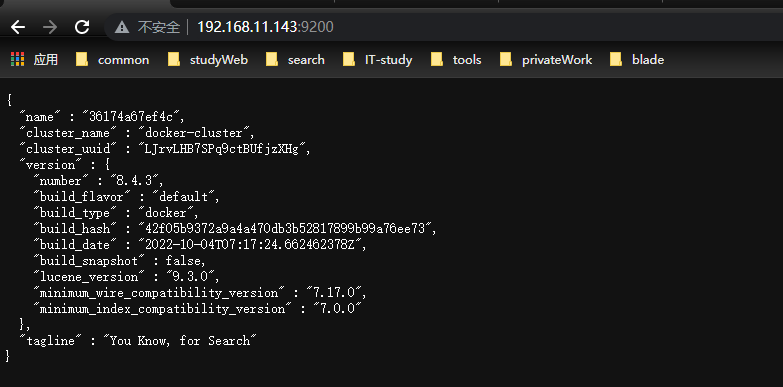 不安全 | 192.168.11.143:9200
应用 common studyWeb search IT-study tools privateWork blade
{
"name" : "36174a67ef4c",
"cluster_name" : "docker-cluster",
"cluster_uuid" : "LJrvLHB7SPq9ctBUfjzXHg",
"version" : {
"number" : "8.4.3",
"build_flavor" : "default",
"build_type" : "docker",
"build_hash" : "42f05b9372a9a4a470db3b52817899b99a76ee73",
"build_date" : "2022-10-04T07:17:24.662462378Z",
"build_snapshot" : false,
"lucene_version" : "9.3.0",
"minimum_wire_compatibility_version" : "7.17.0",
"minimum_index_compatibility_version" : "7.0.0"
},
"tagline" : "You Know, for Search"
}